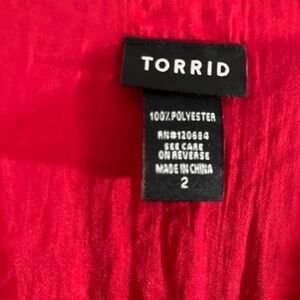 TORRID
100% POLYESTER
RN#120684
SEE CARE
ON REVERSE
MADE IN CHINA
2